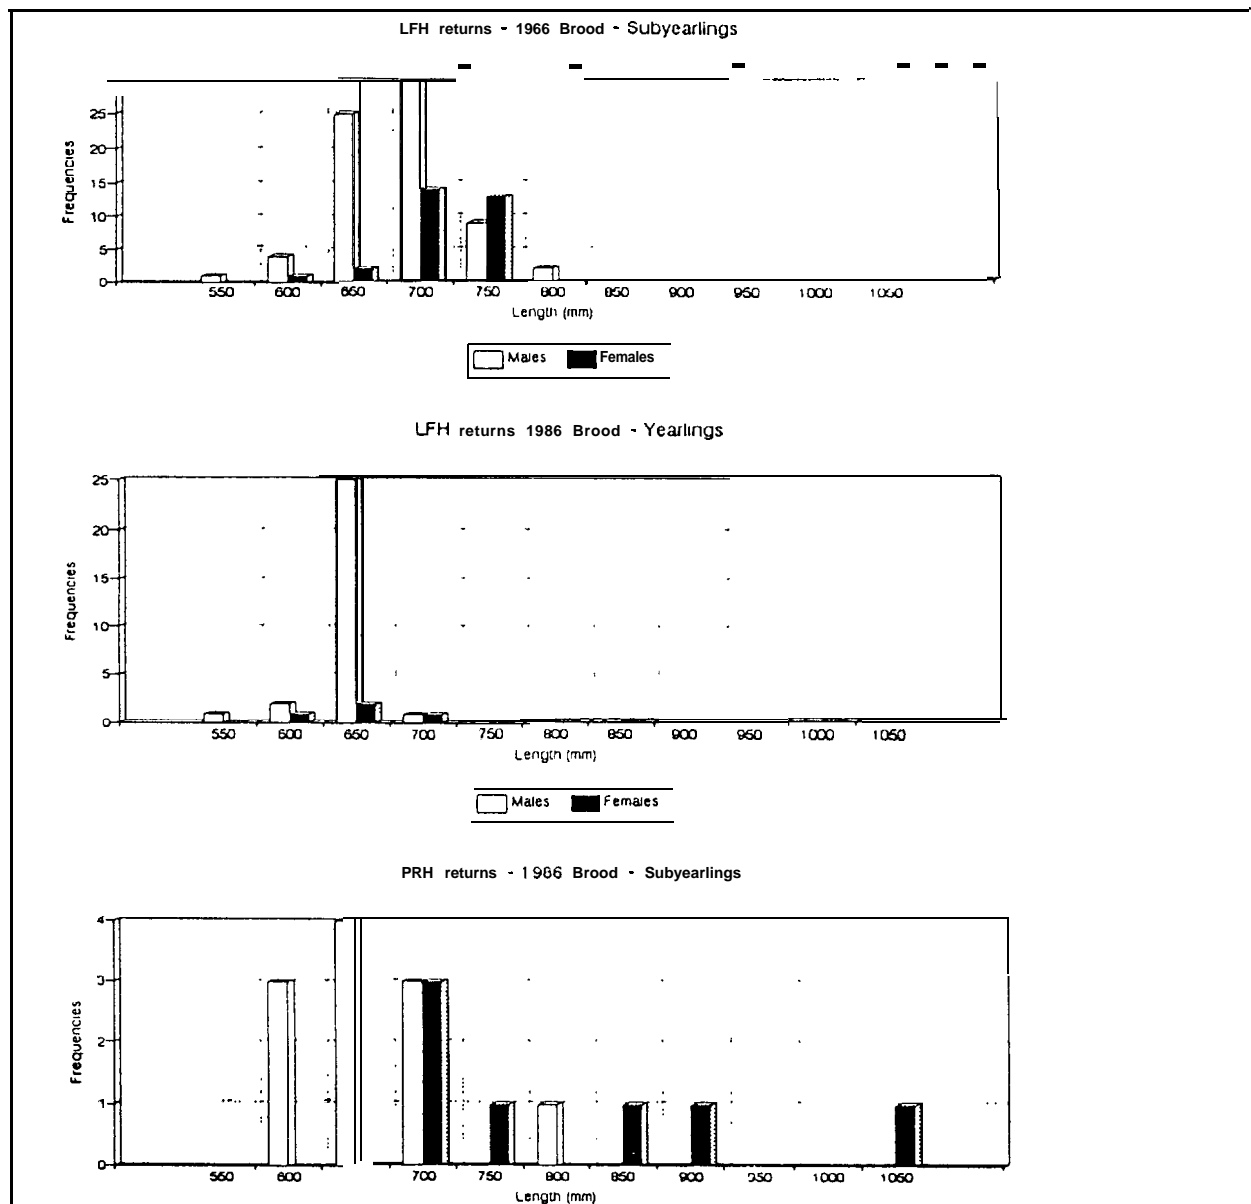 LFH returns - 1966 Brood - Subyearlings
25
20
15
10
5
0
Frequencies
550 600 650 700 750 800 850 900 950 1000 1050
Length (mm)
Males Females
LFH returns 1986 Brood - Yearlings
25
20
15
10
5
0
Frequencies
550 600 650 700 750 800 850 900 950 1000 1050
Length (mm)
Males Females
PRH returns - 1986 Brood - Subyearlings
4
3
2
1
0
Frequencies
550 600 700 750 800 850 900 950 1000 1050
Length (mm)